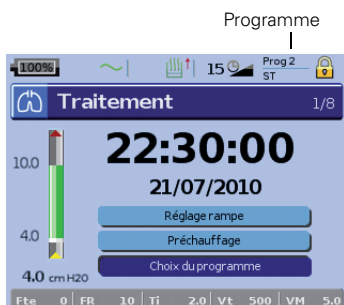 Programme
100% 15 Prog 2
ST
Traitement 1/8
22:30:00
10.0
21/07/2010
Réglage rampe
4.0 Préchauffage
Choix du programme
4.0 cm H2O
Fte 0 FR 10 Ti 2.0 Vt 500 VM 5.0